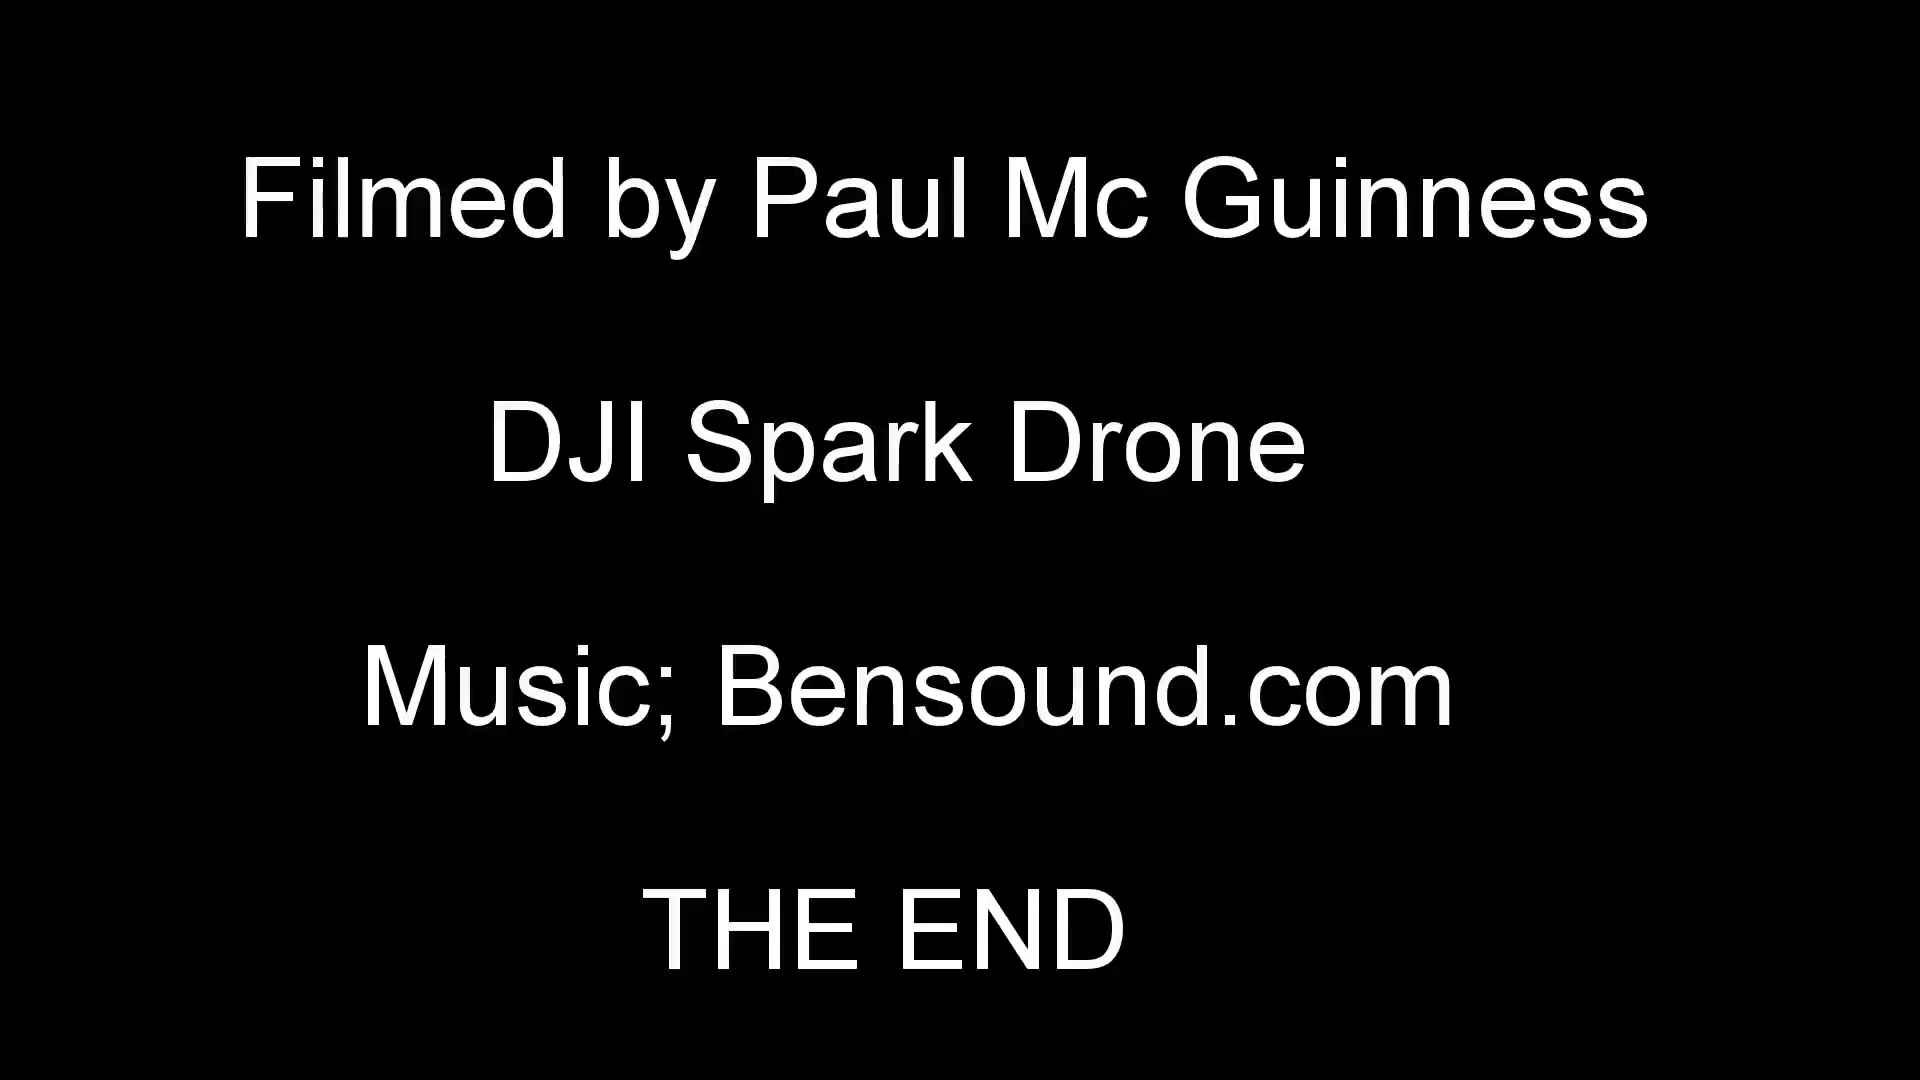 Filmed by Paul Mc Guinness
DJI Spark Drone
Music; Bensound.com
THE END